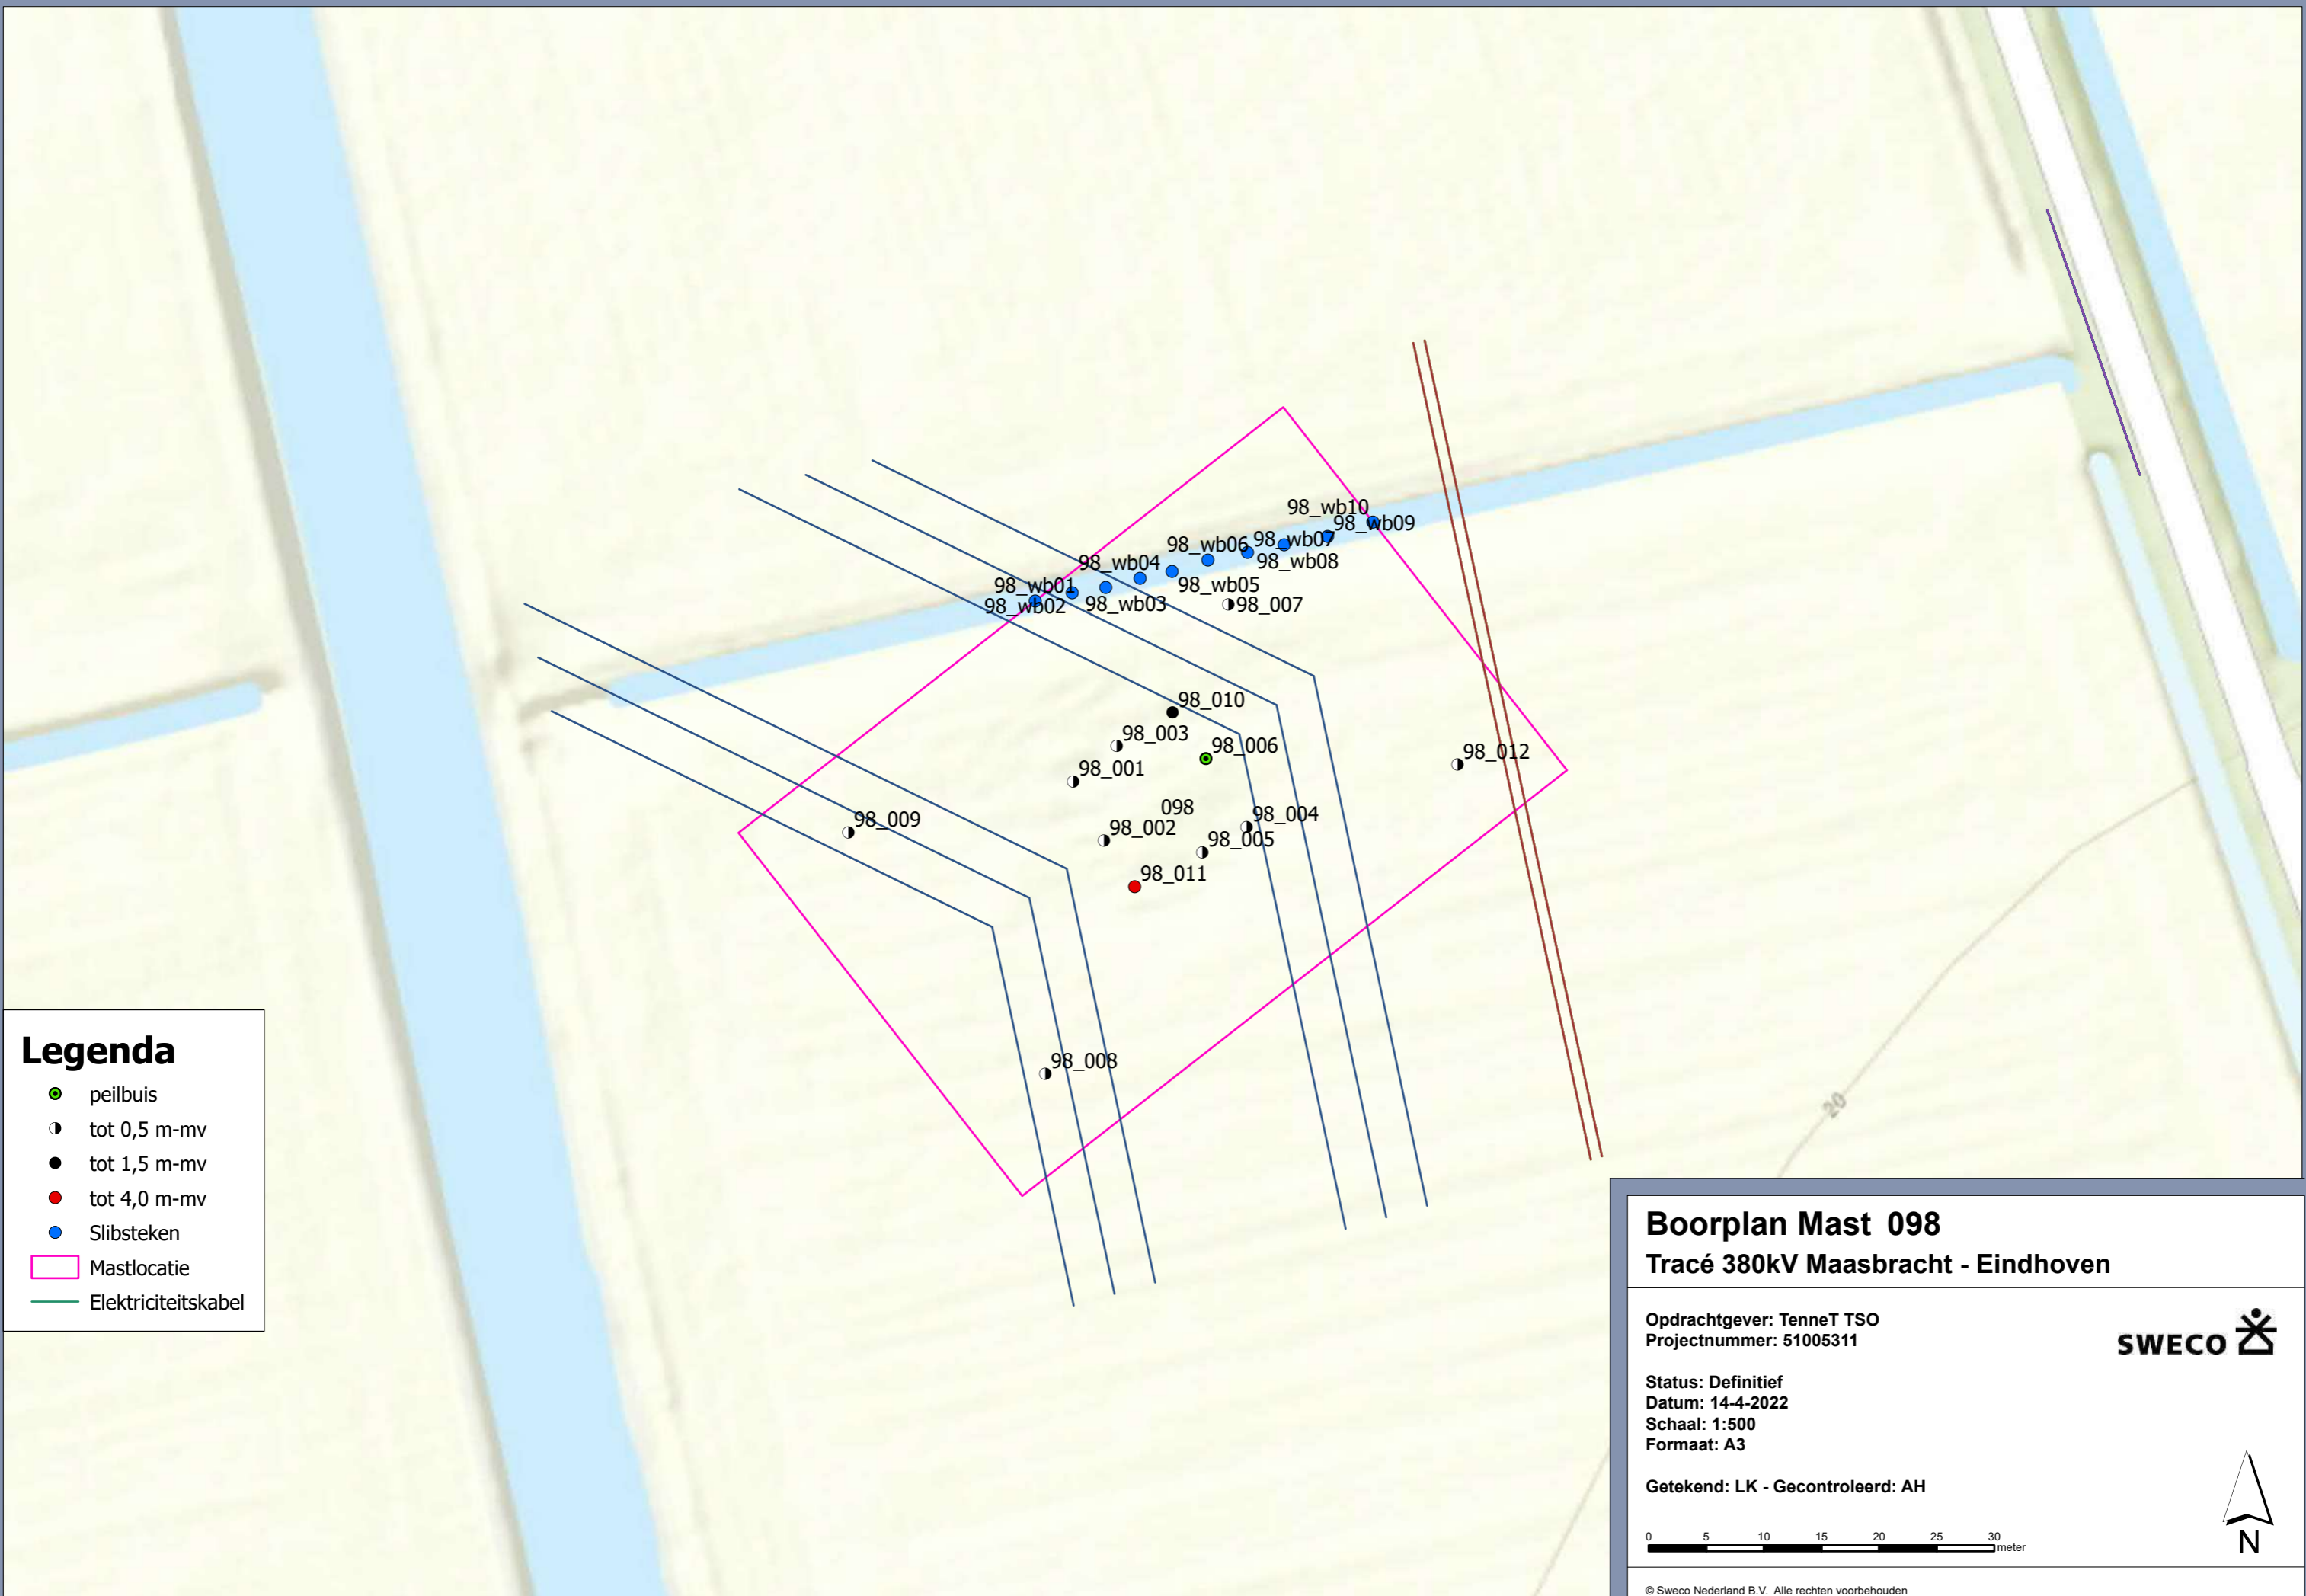 98_wb10
98_wb09
98_wb06
98_wb07
98_wb04
98_wb08
98_wb01
98_wb05
98_wb02
98_wb03
98_007
98_010
98_003
98_006
98_012
98_001
098
98_009
98_002
98_004
98_005
98_011
98_008
20
Legenda
peilbuis
tot 0,5 m-mv
tot 1,5 m-mv
tot 4,0 m-mv
Slibsteken
Mastlocatie
Elektriciteitskabel
Boorplan Mast 098
Tracé 380kV Maasbracht - Eindhoven
Opdrachtgever: TenneT TSO
Projectnummer: 51005311
SWECO
Status: Definitief
Datum: 14-4-2022
Schaal: 1:500
Formaat: A3
Getekend: LK - Gecontroleerd: AH
0 5 10 15 20 25 30
meter
N
© Sweco Nederland B.V. Alle rechten voorbehouden